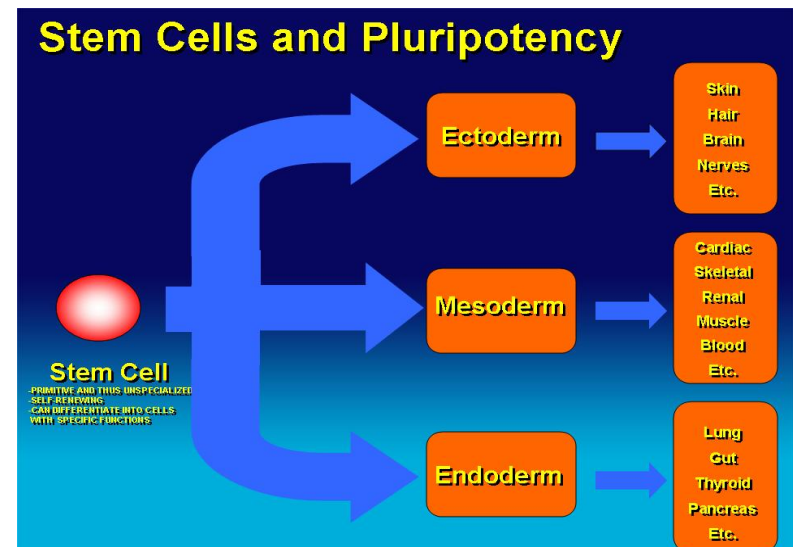 Stem Cells and Pluripotency
Ectoderm
Skin
Hair
Brain
Nerves
Etc.
Mesoderm
Cardiac
Skeletal
Renal
Muscle
Blood
Etc.
Stem Cell
-PRIMITIVE AND THUS UNSPECIALIZED
-SELF-RENEWING
-CAN DIFFERENTIATE INTO CELLS
WITH SPECIFIC FUNCTIONS
Endoderm
Lung
Gut
Thyroid
Pancreas
Etc.